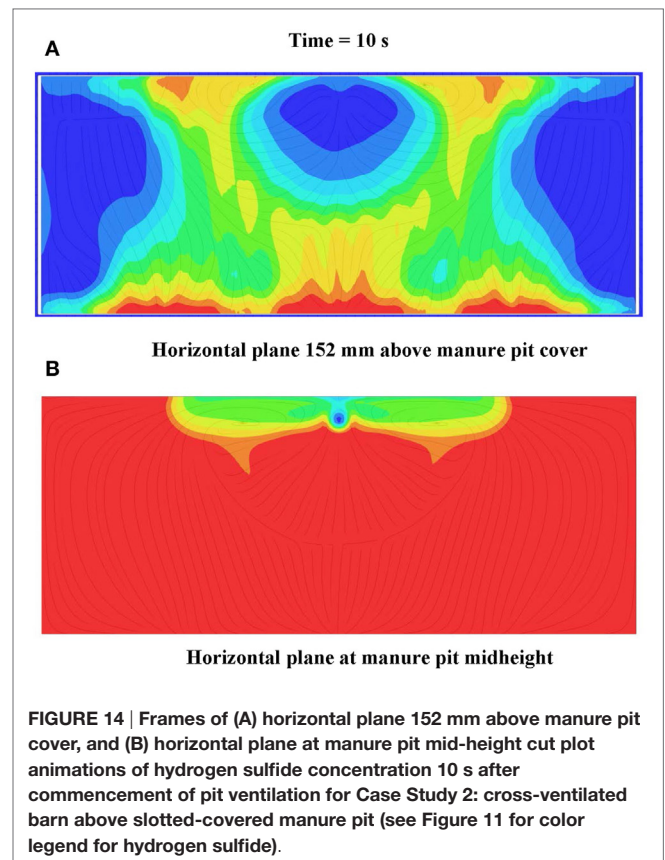 A
Time = 10 s
Horizontal plane 152 mm above manure pit cover
B
Horizontal plane at manure pit midheight
FIGURE 14 | Frames of (A) horizontal plane 152 mm above manure pit
cover, and (B) horizontal plane at manure pit mid-height cut plot
animations of hydrogen sulfide concentration 10 s after
commencement of pit ventilation for Case Study 2: cross-ventilated
barn above slotted-covered manure pit (see Figure 11 for color
legend for hydrogen sulfide).